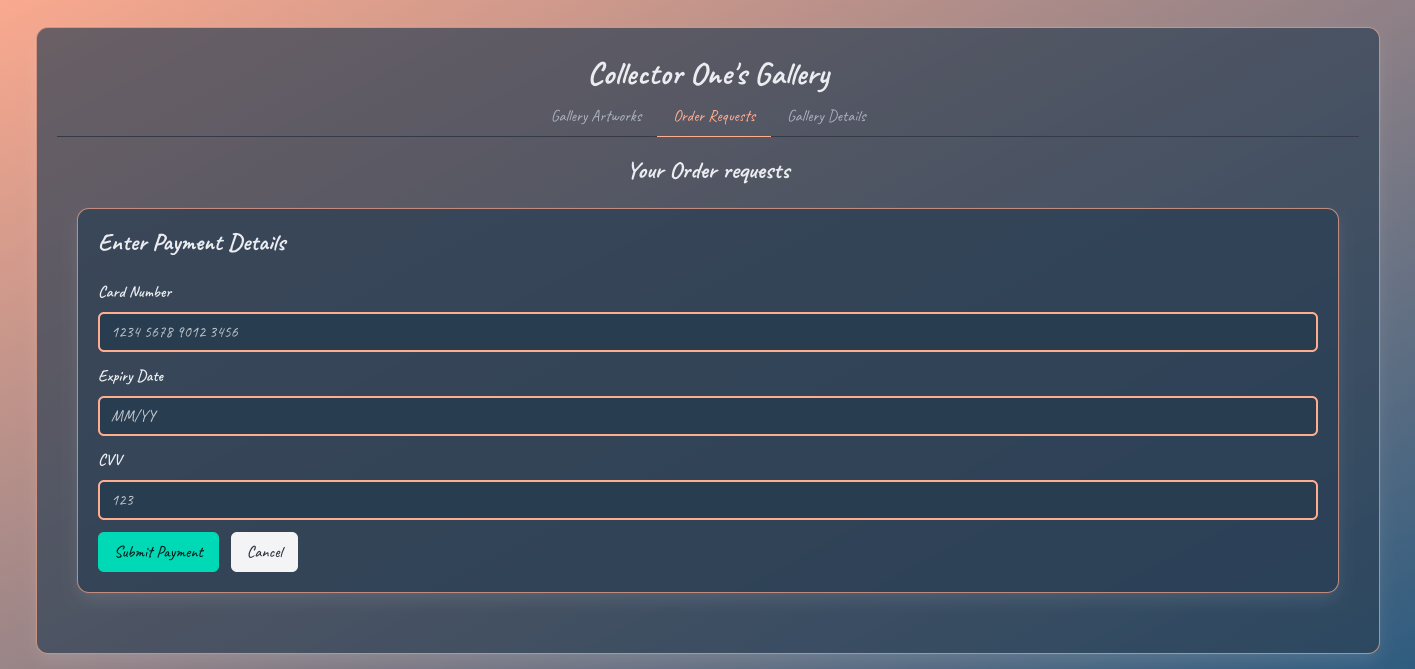 Collector One's Gallery
Gallery Artworks Order Requests Gallery Details
Your Order requests
Enter Payment Details
Card Number
1234 5678 9012 3456
Expiry Date
MM/YY
CVV
123
Submit Payment Cancel